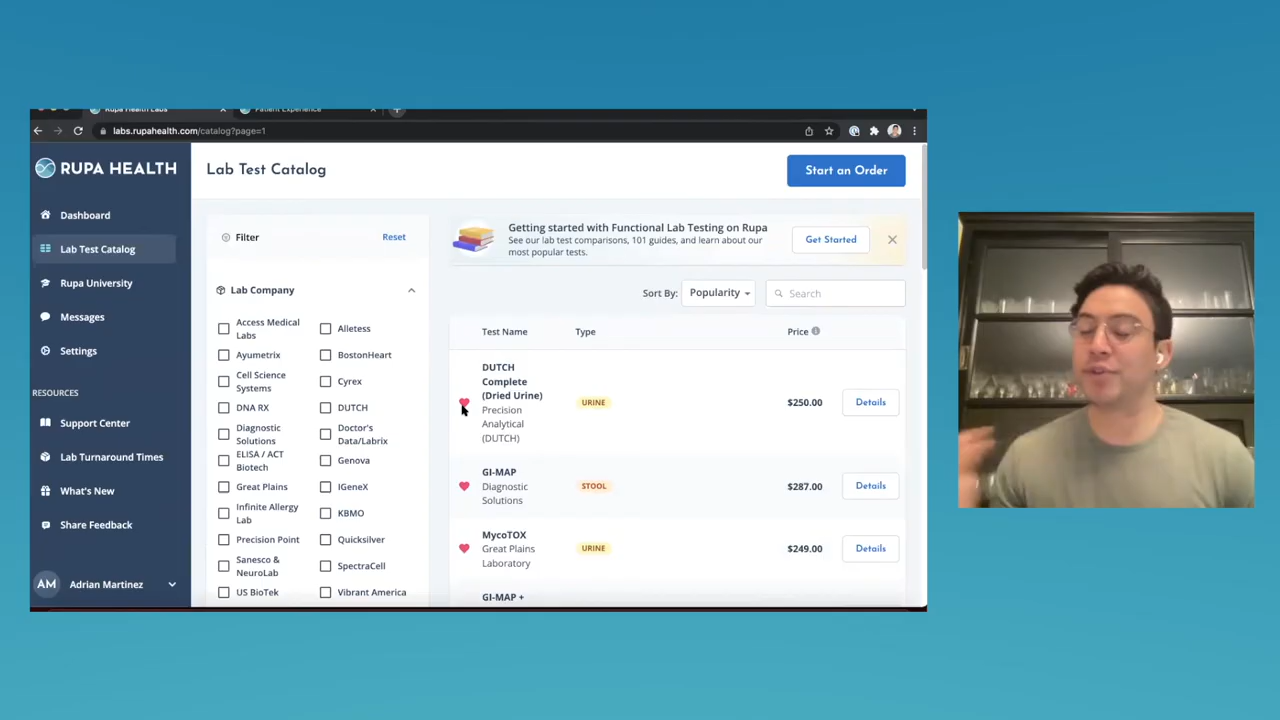 Rupa Health Labs
Patient Experience
labs.rupahealth.com/catalog?page=1
RUPA HEALTH
Dashboard
Lab Test Catalog
Rupa University
Messages
Settings
RESOURCES
Support Center
Lab Turnaround Times
What's New
Share Feedback
AM
Adrian Martinez
Lab Test Catalog
Start an Order
Filter
Reset
Lab Company
Access Medical
Labs
Alletess
Ayumetrix
BostonHeart
Cell Science
Systems
Cyrex
DNA RX
DUTCH
Diagnostic
Solutions
Doctor's
Data/Labrix
ELISA / ACT
Biotech
Genova
Great Plains
IGeneX
Infinite Allergy
Lab
KBMO
Precision Point
Quicksilver
Sanesco &
NeuroLab
SpectraCell
US BioTek
Vibrant America
Getting started with Functional Lab Testing on Rupa
See our lab test comparisons, 101 guides, and learn about our
most popular tests.
Get Started
Sort By:
Popularity
Search
Test Name
Type
Price
DUTCH
Complete
(Dried Urine)
Precision
Analytical
(DUTCH)
URINE
$250.00
Details
GI-MAP
Diagnostic
Solutions
STOOL
$287.00
Details
MycoTOX
Great Plains
Laboratory
URINE
$249.00
Details
GI-MAP +